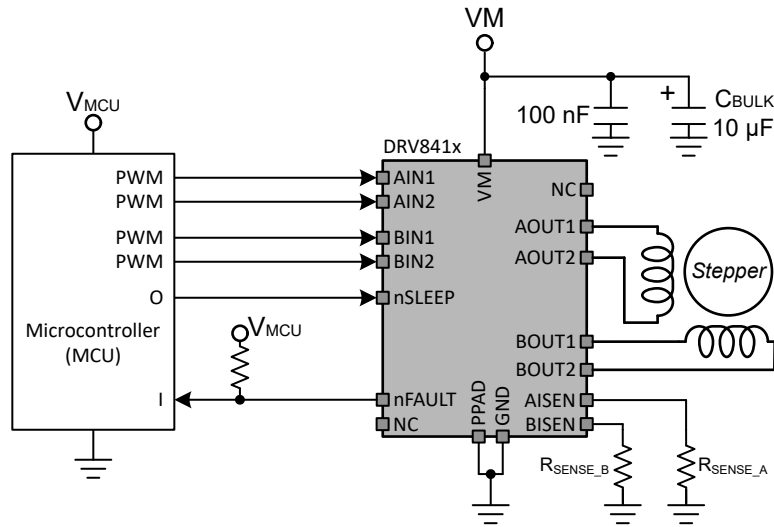 VM
VMCU
100 nF
+
CBULK
10 µF
DRV841x
PWM
AIN1
VM
NC
PWM
AIN2
AOUT1
PWM
BIN1
AOUT2
Stepper
PWM
BIN2
O
nSLEEP
Microcontroller
(MCU)
VMCU
BOUT1
BOUT2
I
nFAULT
PPAD
GND
AISEN
NC
BISEN
RSENSE_B
RSENSE_A